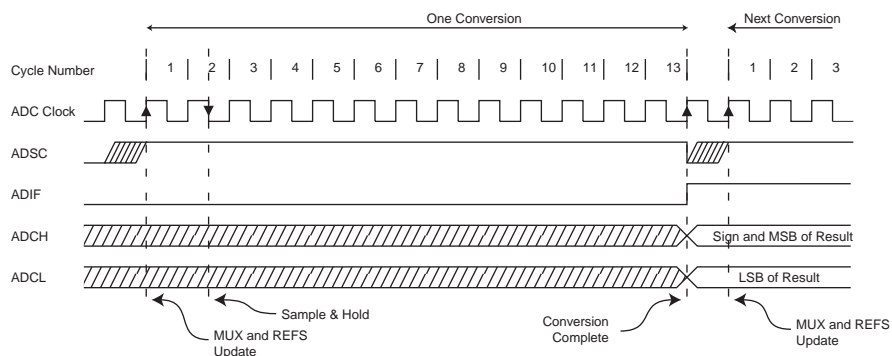 One Conversion
Next Conversion
Cycle Number
1 2 3 4 5 6 7 8 9 10 11 12 13 1 2 3
ADC Clock
ADSC
ADIF
ADCH
Sign and MSB of Result
ADCL
LSB of Result
Sample & Hold
MUX and REFS
Update
Conversion
Complete
MUX and REFS
Update